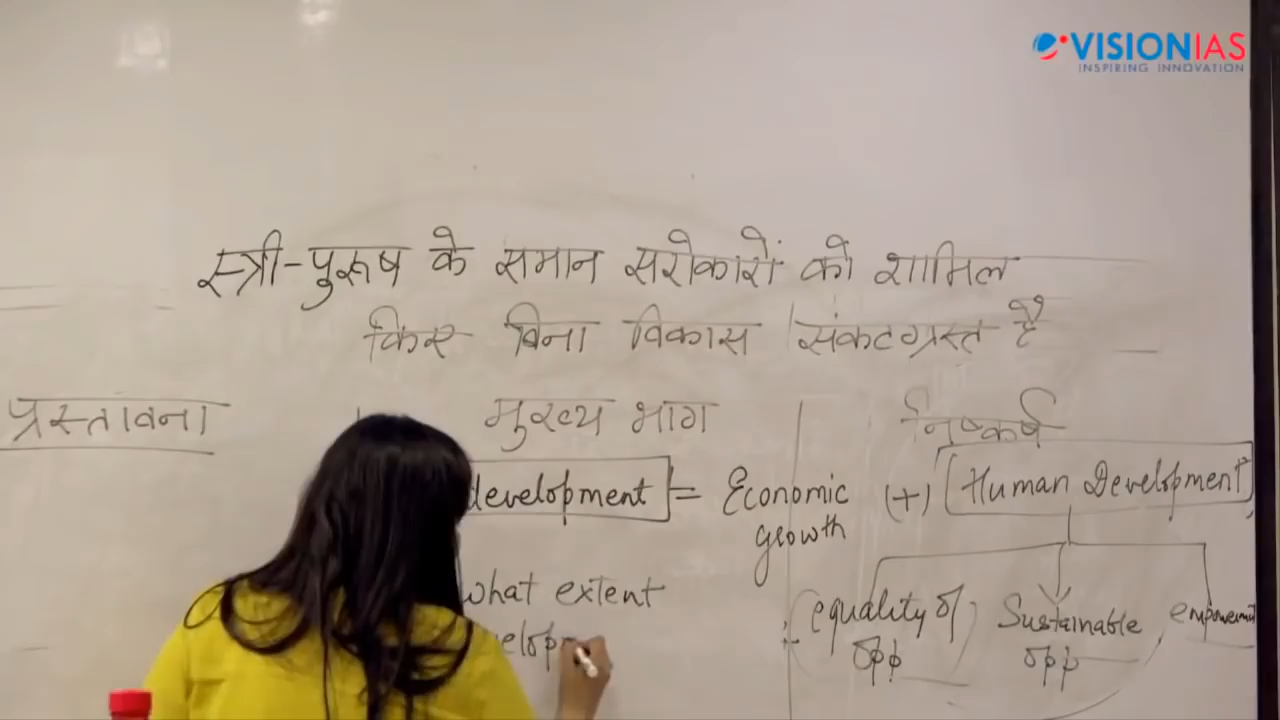 VISIONIAS
INSPIRING INNOVATION
स्त्री-पुरूष के समान सरोकारों को शामिल
किए बिना विकास संकटग्रस्त है
प्रस्तावना मुख्य भाग निष्कर्ष
development = Economic growth (+) Human Development
what extent
equality of opp Sustainable opp, empowerment